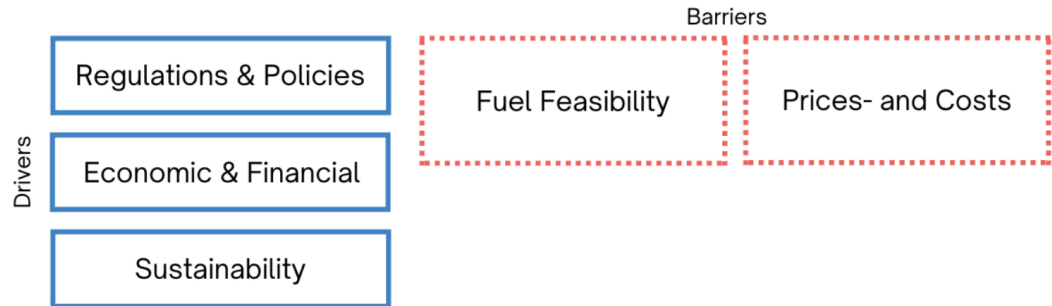 Barriers
Regulations & Policies
Fuel Feasibility
Prices- and Costs
Drivers
Economic & Financial
Sustainability